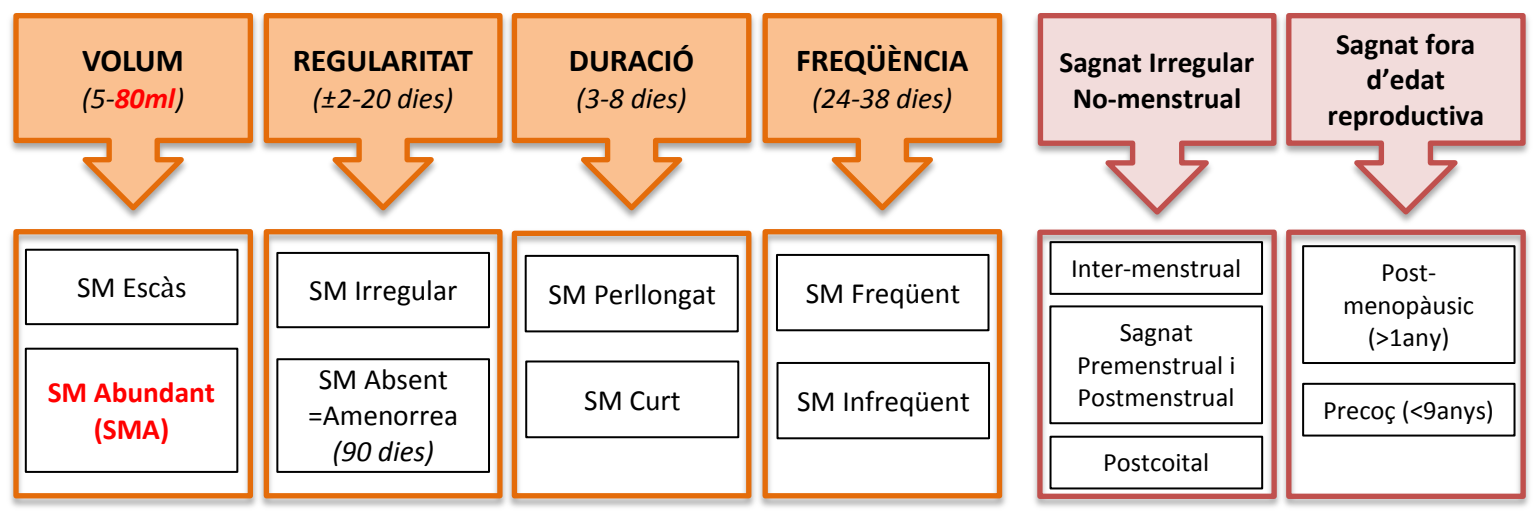 VOLUM
(5-80ml)
SM Escàs
SM Abundant
(SMA)
REGULARITAT
(±2-20 dies)
SM Irregular
SM Absent
=Amenorrea
(90 dies)
DURACIÓ
(3-8 dies)
SM Perllongat
SM Curt
FREQÜÈNCIA
(24-38 dies)
SM Freqüent
SM Infreqüent
Sagnat Irregular
No-menstrual
Inter-menstrual
Sagnat
Premenstrual i
Postmenstrual
Postcoital
Sagnat fora
d’edat
reproductiva
Post-
menopàusic
(>1any)
Precoç (<9anys)